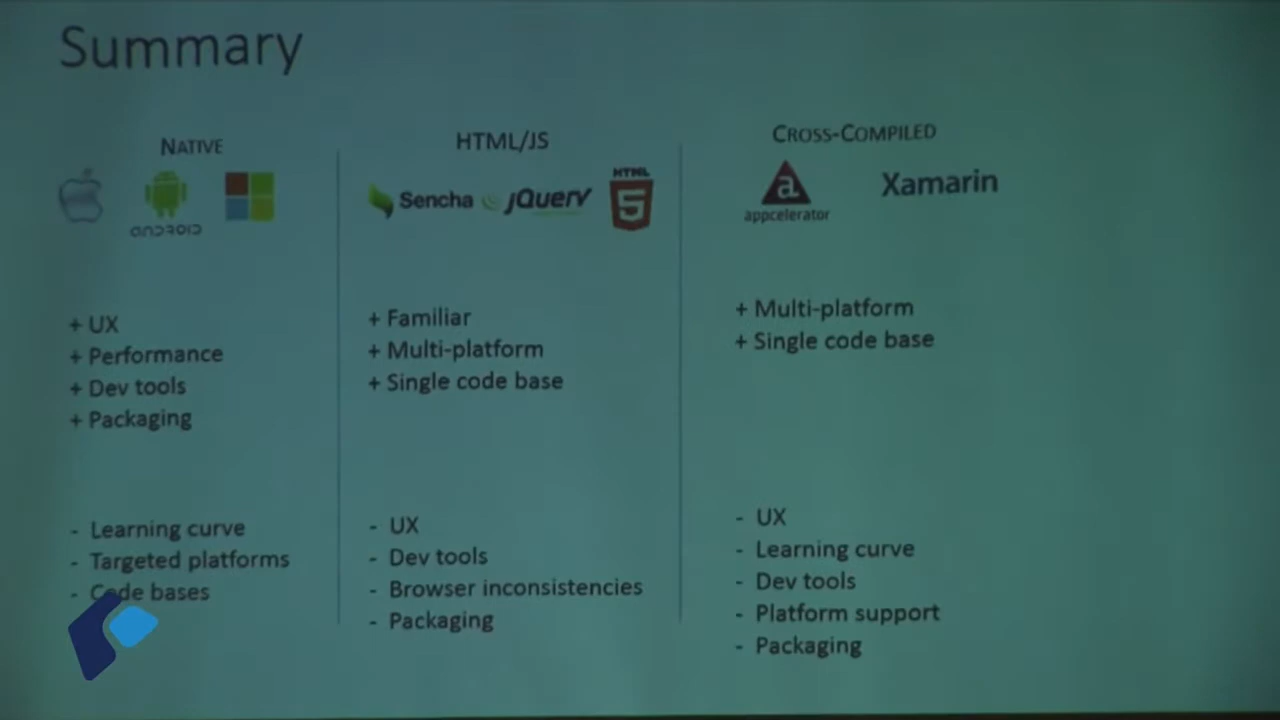 Summary
NATIVE
ANDROID
+ UX
+ Performance
+ Dev tools
+ Packaging
- Learning curve
- Targeted platforms
- Code bases
HTML/JS
Sencha jQuery HTML 5
+ Familiar
+ Multi-platform
+ Single code base
- UX
- Dev tools
- Browser inconsistencies
- Packaging
CROSS-COMPILED
a
appcelerator
Xamarin
+ Multi-platform
+ Single code base
- UX
- Learning curve
- Dev tools
- Platform support
- Packaging